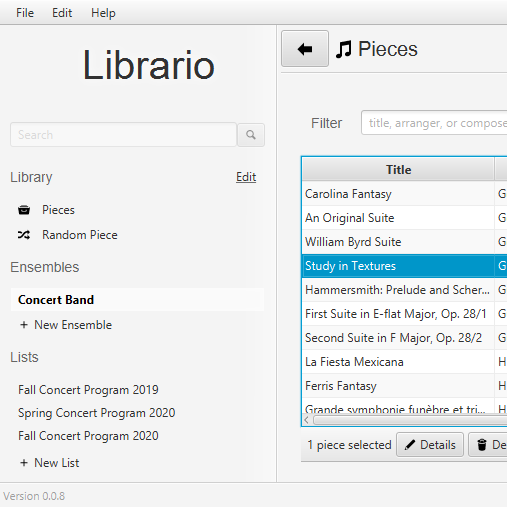 File Edit Help
Librario
Pieces
Search
Library Edit
Pieces
Random Piece
Ensembles
Concert Band
+ New Ensemble
Lists
Fall Concert Program 2019
Spring Concert Program 2020
Fall Concert Program 2020
+ New List
Filter title, arranger, or compose
Title
Carolina Fantasy G
An Original Suite G
William Byrd Suite G
Study in Textures G
Hammersmith: Prelude and Scher... G
First Suite in E-flat Major, Op. 28/1 G
Second Suite in F Major, Op. 28/2 G
La Fiesta Mexicana H
Ferris Fantasy H
Grande symphonie funèbre et tri...
1 piece selected Details De
Version 0.0.8